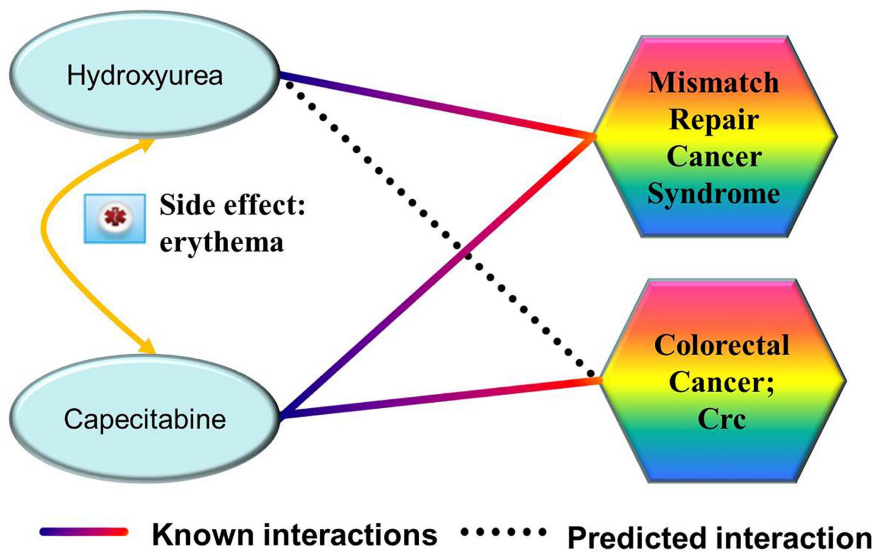 Hydroxyurea
Mismatch
Repair
Cancer
Syndrome
Side effect:
erythema
Capecitabine
Colorectal
Cancer;
Crc
Known interactions
Predicted interaction